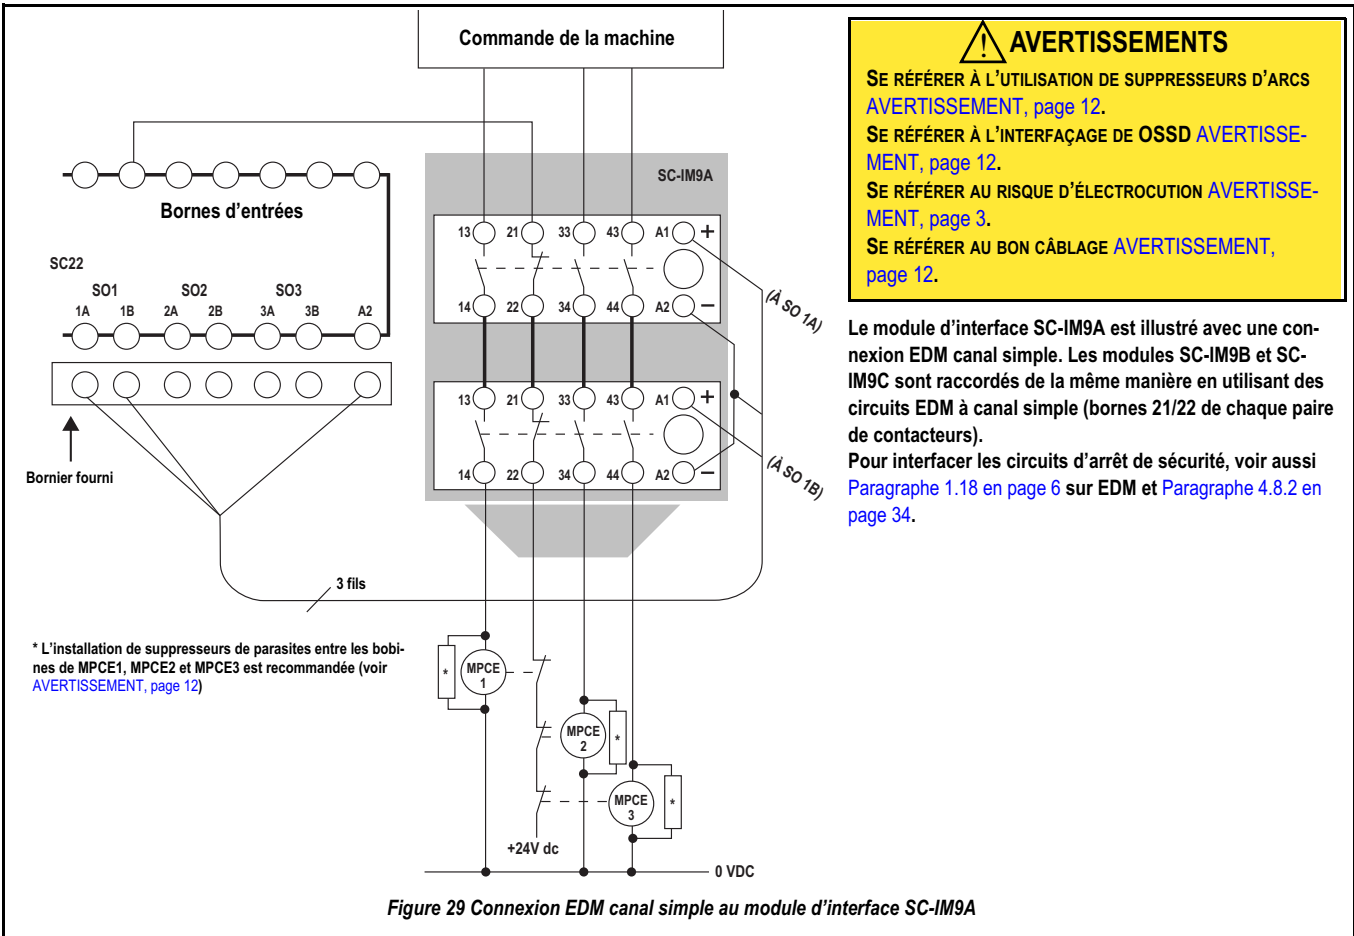 Commande de la machine
SC-IM9A
Bornes d'entrées
13 21 33 43 A1 +
SC22
SO1 SO2 SO3
1A 1B 2A 2B 3A 3B A2
14 22 34 44 A2 –
(À SO 1A)
13 21 33 43 A1 +
14 22 34 44 A2 –
(À SO 1B)
Bornier fourni
3 fils
* L'installation de suppresseurs de parasites entre les bobi-
nes de MPCE1, MPCE2 et MPCE3 est recommandée (voir
AVERTISSEMENT, page 12)
*
MPCE
1
MPCE
2
*
MPCE
3
*
+24V dc
0 VDC
! AVERTISSEMENTS
SE RÉFÉRER À L'UTILISATION DE SUPPRESSEURS D'ARCS
AVERTISSEMENT, page 12.
SE RÉFÉRER À L'INTERFAÇAGE DE OSSD AVERTISSE-
MENT, page 12.
SE RÉFÉRER AU RISQUE D'ÉLECTROCUTION AVERTISSE-
MENT, page 3.
SE RÉFÉRER AU BON CÂBLAGE AVERTISSEMENT,
page 12.
Le module d'interface SC-IM9A est illustré avec une con-
nexion EDM canal simple. Les modules SC-IM9B et SC-
IM9C sont raccordés de la même manière en utilisant des
circuits EDM à canal simple (bornes 21/22 de chaque paire
de contacteurs).
Pour interfacer les circuits d'arrêt de sécurité, voir aussi
Paragraphe 1.18 en page 6 sur EDM et Paragraphe 4.8.2 en
page 34.
Figure 29 Connexion EDM canal simple au module d'interface SC-IM9A